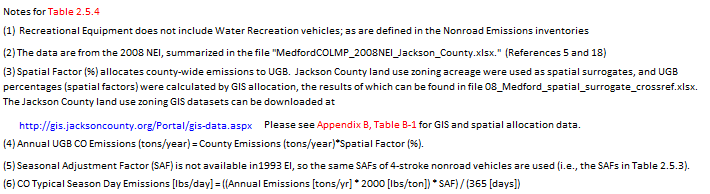 Notes for Table 2.5.4
(1) Recreational Equipment does not include Water Recreation vehicles; as are defined in the Nonroad Emissions inventories
(2) The data are from the 2008 NEI, summarized in the file "MedfordCOLMP_2008NEI_Jackson_County.xlsx." (References 5 and 18)
(3) Spatial Factor (%) allocates county-wide emissions to UGB. Jackson County land use zoning acreage were used as spatial surrogates, and UGB
percentages (spatial factors) were calculated by GIS allocation, the results of which can be found in file 08_Medford_spatial_surrogate_crossref.xlsx.
The Jackson County land use zoning GIS datasets can be downloaded at
http://gis.jacksoncounty.org/Portal/gis-data.aspx Please see Appendix B, Table B-1 for GIS and spatial allocation data.
(4) Annual UGB CO Emissions (tons/year) = County Emissions (tons/year)*Spatial Factor (%).
(5) Seasonal Adjustment Factor (SAF) is not available in 1993 EI, so the same SAFs of 4-stroke nonroad vehicles are used (i.e., the SAFs in Table 2.5.3).
(6) CO Typical Season Day Emissions [lbs/day] = ((Annual Emissions [tons/yr] * 2000 [lbs/ton]) * SAF) / (365 [days])